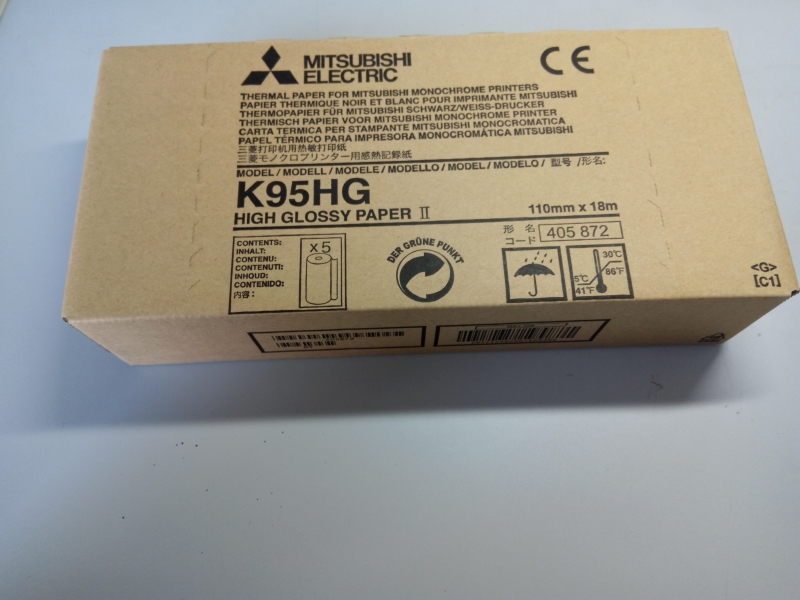 MITSUBISHI
ELECTRIC
CE
THERMAL PAPER FOR MITSUBISHI MONOCHROME PRINTERS
PAPIER THERMIQUE NOIR ET BLANC POUR IMPRIMANTE MITSUBISHI
THERMOPAPIER FÜR MITSUBISHI SCHWARZ/WEISS-DRUCKER
THERMISCH PAPIER VOOR MITSUBISHI MONOCHROME PRINTER
CARTA TERMICA PER STAMPANTE MITSUBISHI MONOCROMATICA
PAPEL TÉRMICO PARA IMPRESORA MONOCROMÁTICA MITSUBISHI
三菱打印机用热敏打印纸
三菱モノクロプリンター用感熱記録紙
MODEL / MODELL / MODELE / MODELLO / MODEL / MODELO / 型号 /形名:
K95HG
HIGH GLOSSY PAPER Ⅱ
110mm x 18m
CONTENTS:
INHALT:
CONTENU:
CONTENUTI:
INHOUD:
CONTENIDO:
内容:
X 5
DER GRÜNE PUNKT
形 名
コード
405 872
30℃
86°F
5℃
41°F
<G>
[C1]